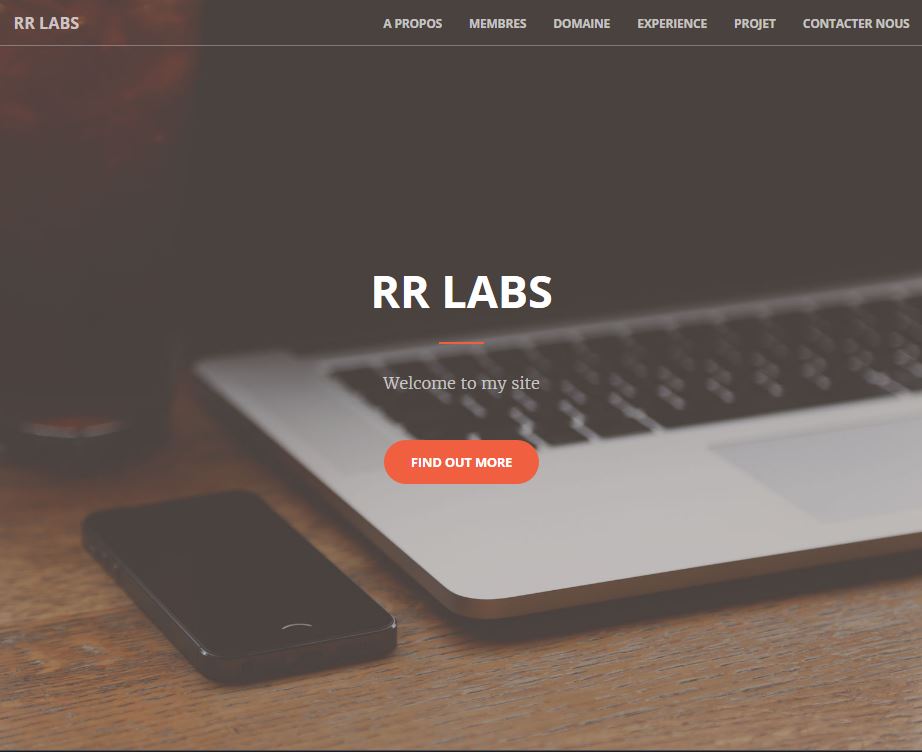 RR LABS
A PROPOS MEMBRES DOMAINE EXPERIENCE PROJET CONTACTER NOUS
RR LABS
Welcome to my site
FIND OUT MORE